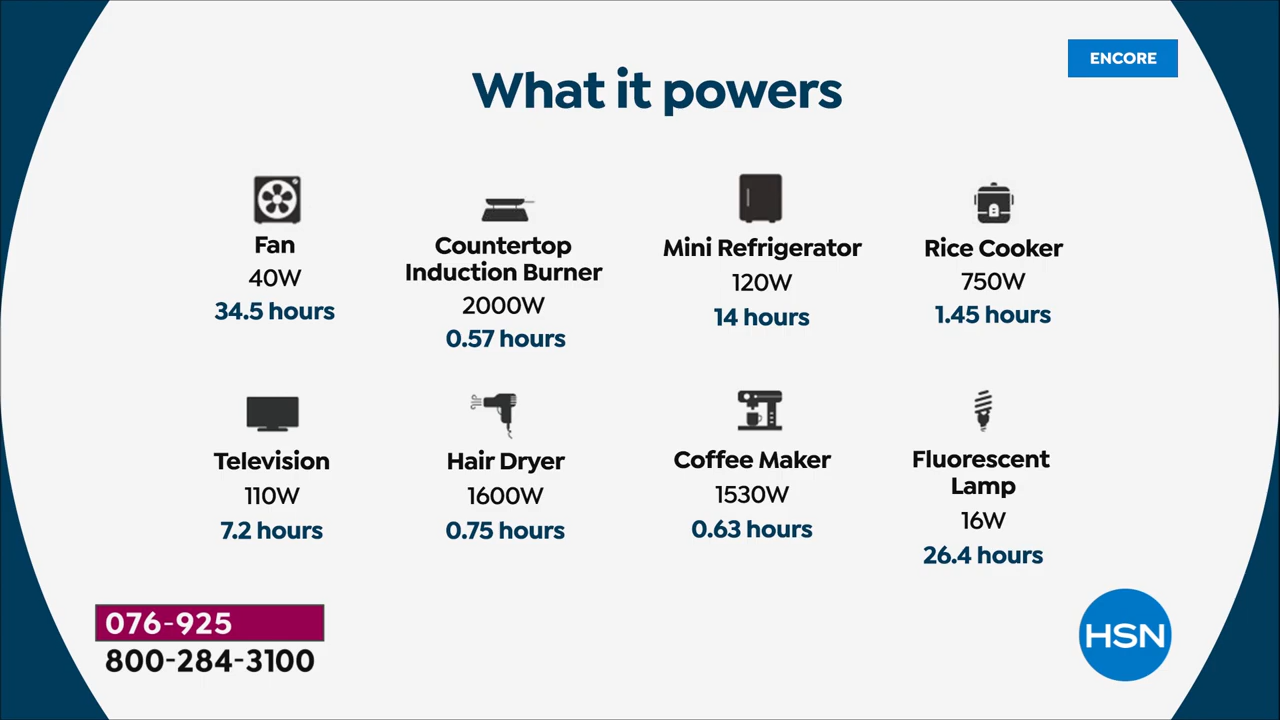 ENCORE
What it powers
Fan
40W
34.5 hours
Countertop
Induction Burner
2000W
0.57 hours
Mini Refrigerator
120W
14 hours
Rice Cooker
750W
1.45 hours
Television
110W
7.2 hours
Hair Dryer
1600W
0.75 hours
Coffee Maker
1530W
0.63 hours
Fluorescent
Lamp
16W
26.4 hours
076-925
800-284-3100
HSN